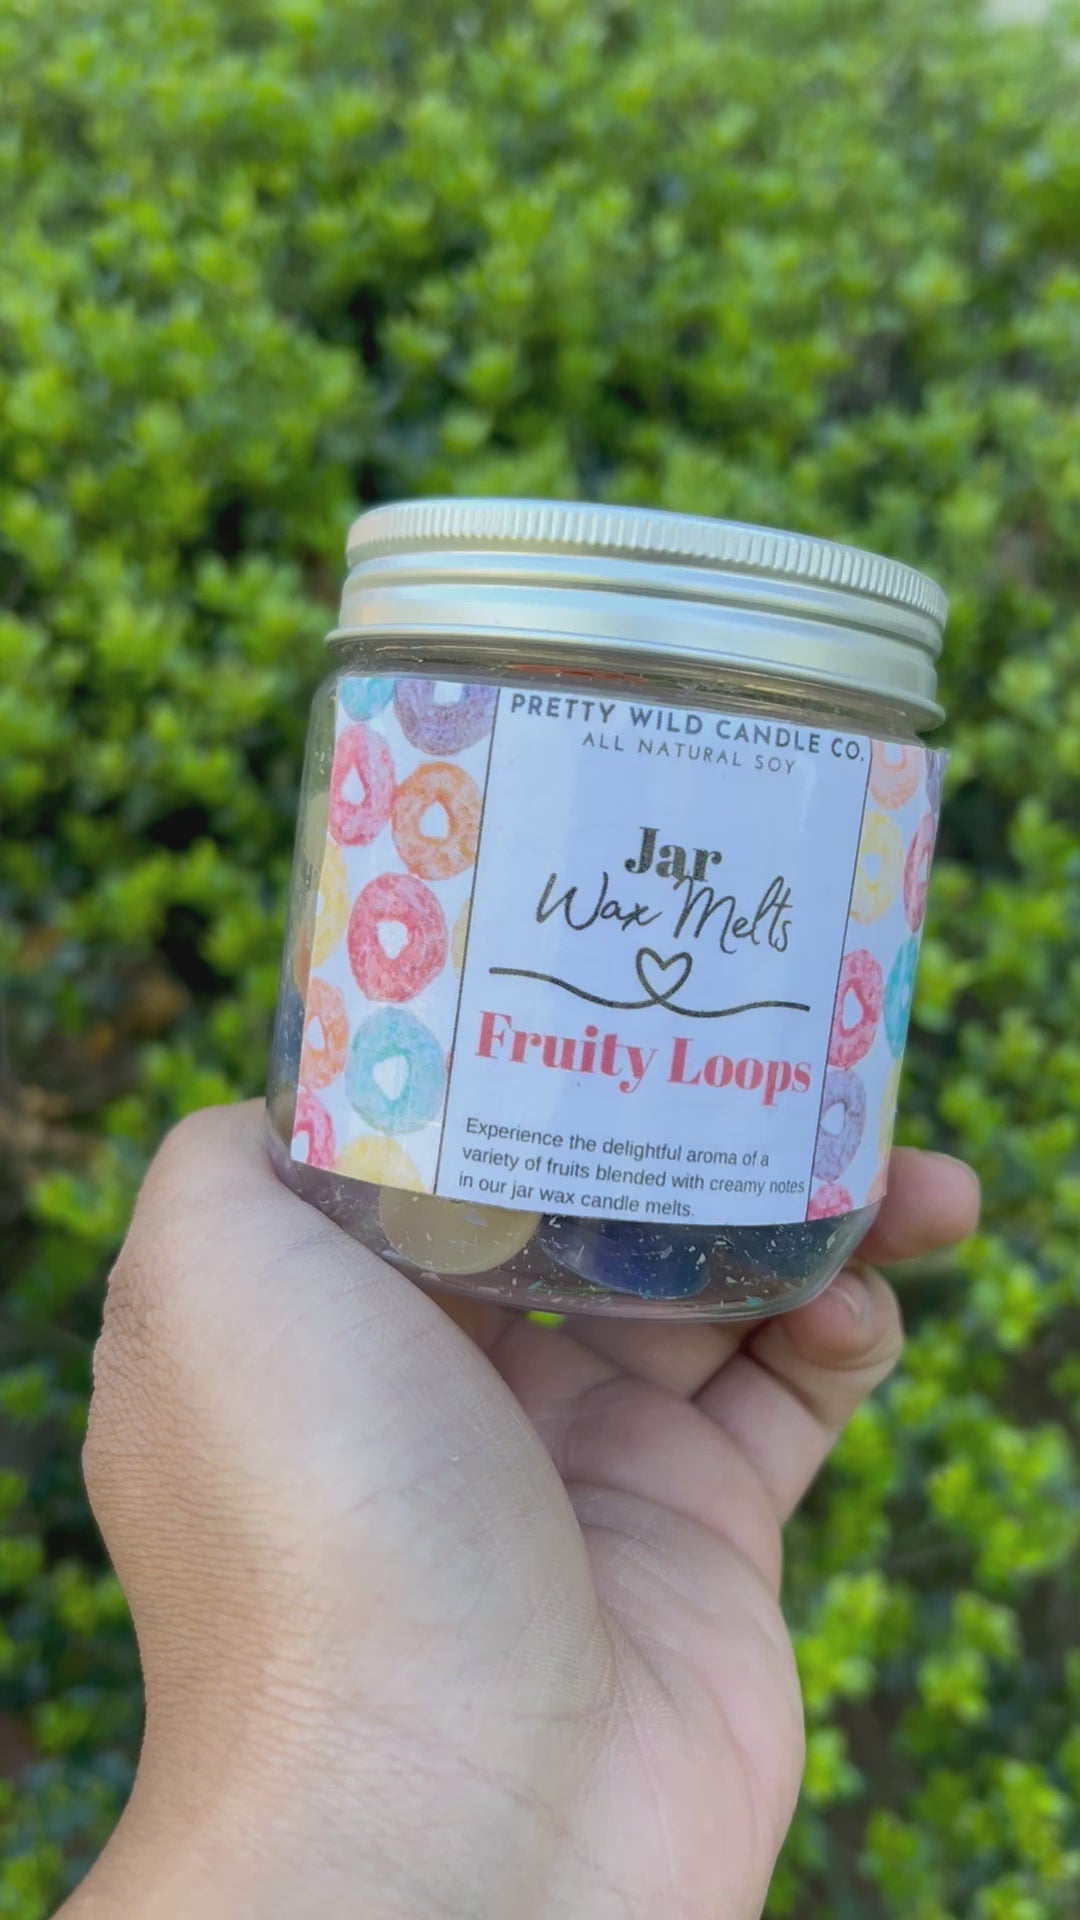 PRETTY WILD CANDLE CO.
ALL NATURAL SOY
Jar
Wax Melts
Fruity Loops
Experience the delightful aroma of a
variety of fruits blended with creamy notes
in our jar wax candle melts.